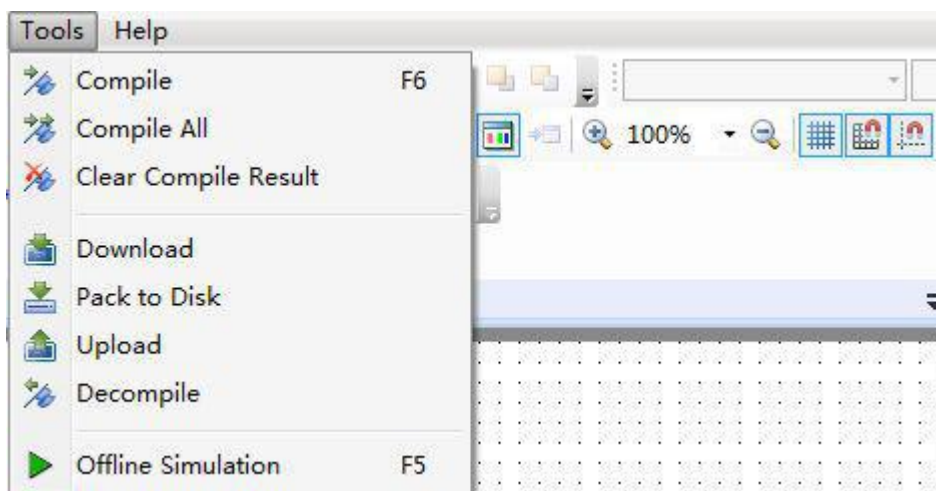 Tools Help
Compile F6
Compile All
100%
Clear Compile Result
Download
Pack to Disk
Upload
Decompile
Offline Simulation F5